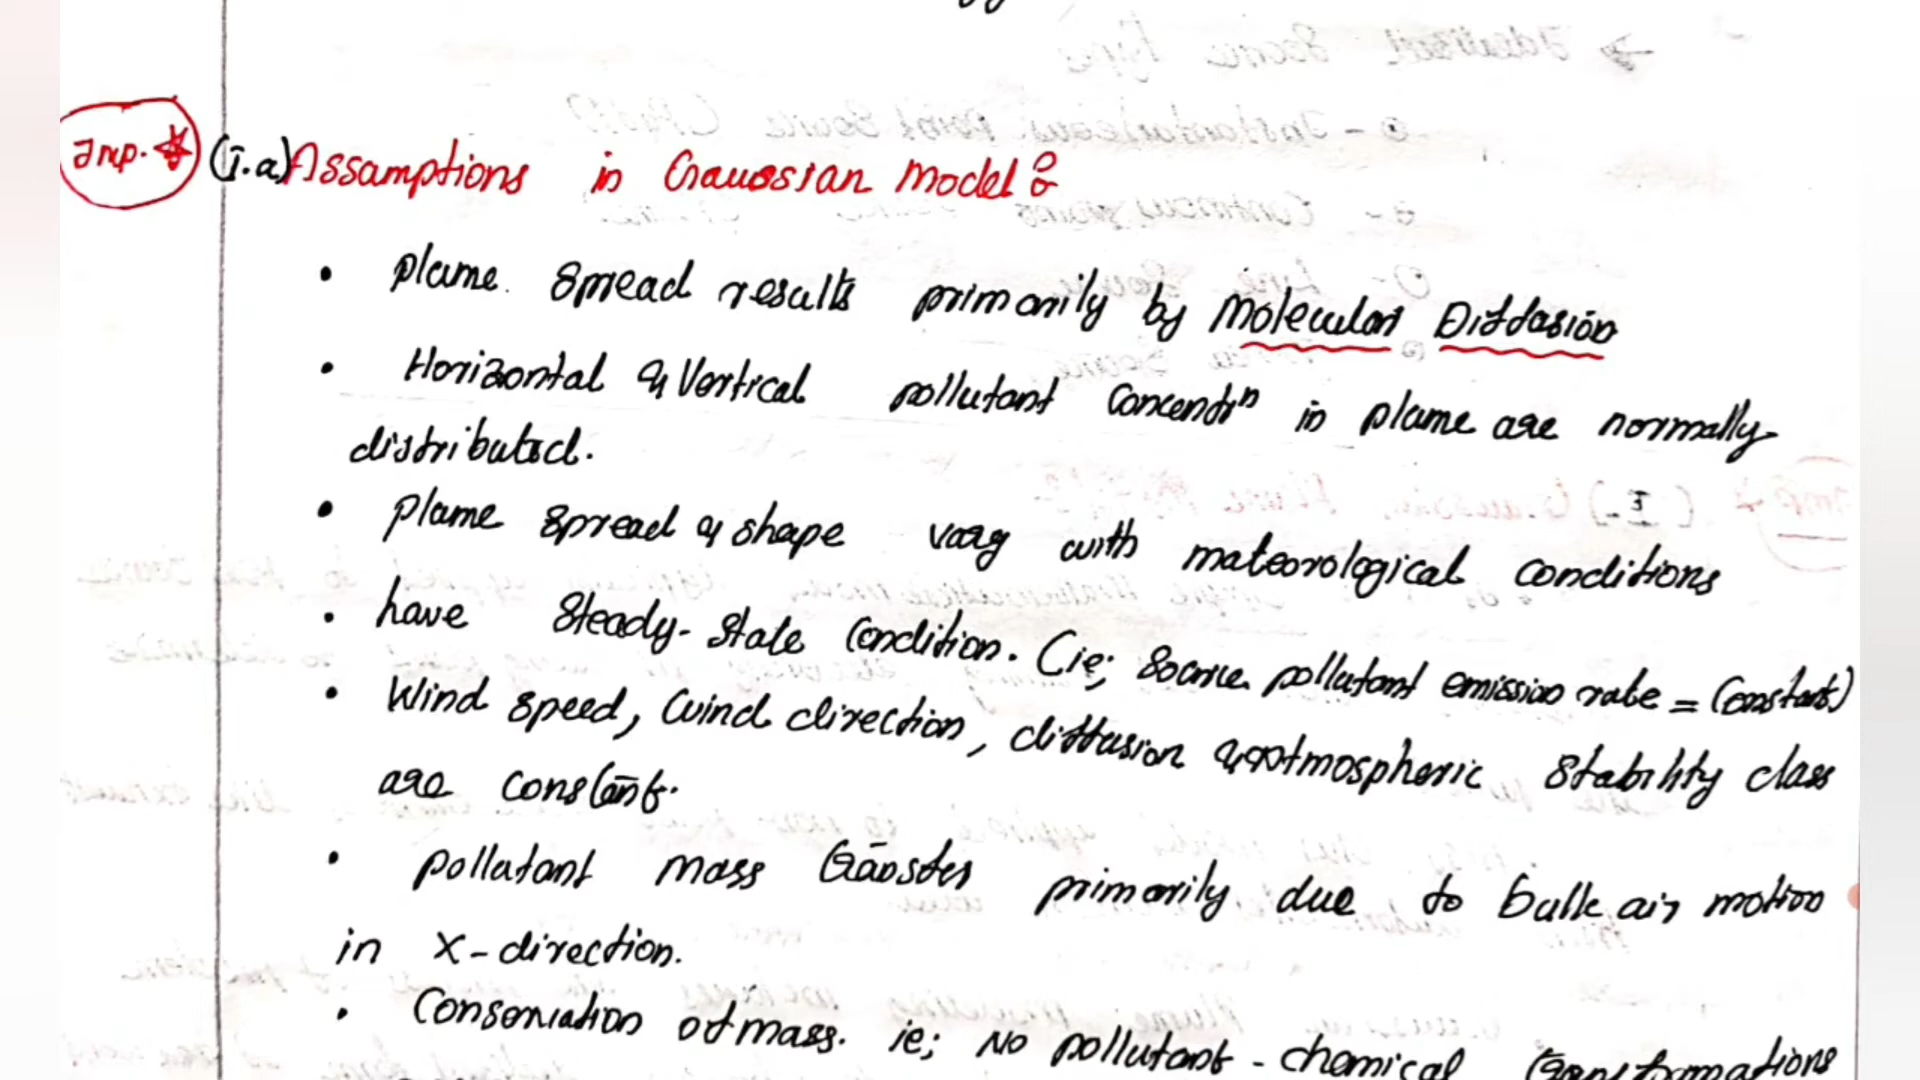 Imp. (I.a) Assumptions in Gaussian Model :
• plume spread results primarily by Molecular Diffusion
• Horizontal & Vertical pollutant Concentrⁿ in plume are normally
distributed.
• plume spread & shape vary with meteorological conditions
• have steady-state condition. (ie; source pollutant emission rate = constant)
• Wind speed, wind direction, diffusion & atmospheric stability class
are constant.
• pollutant mass transfer primarily due to bulk air motion
in x-direction.
• Conservation of mass. ie; No pollutant - chemical transformations